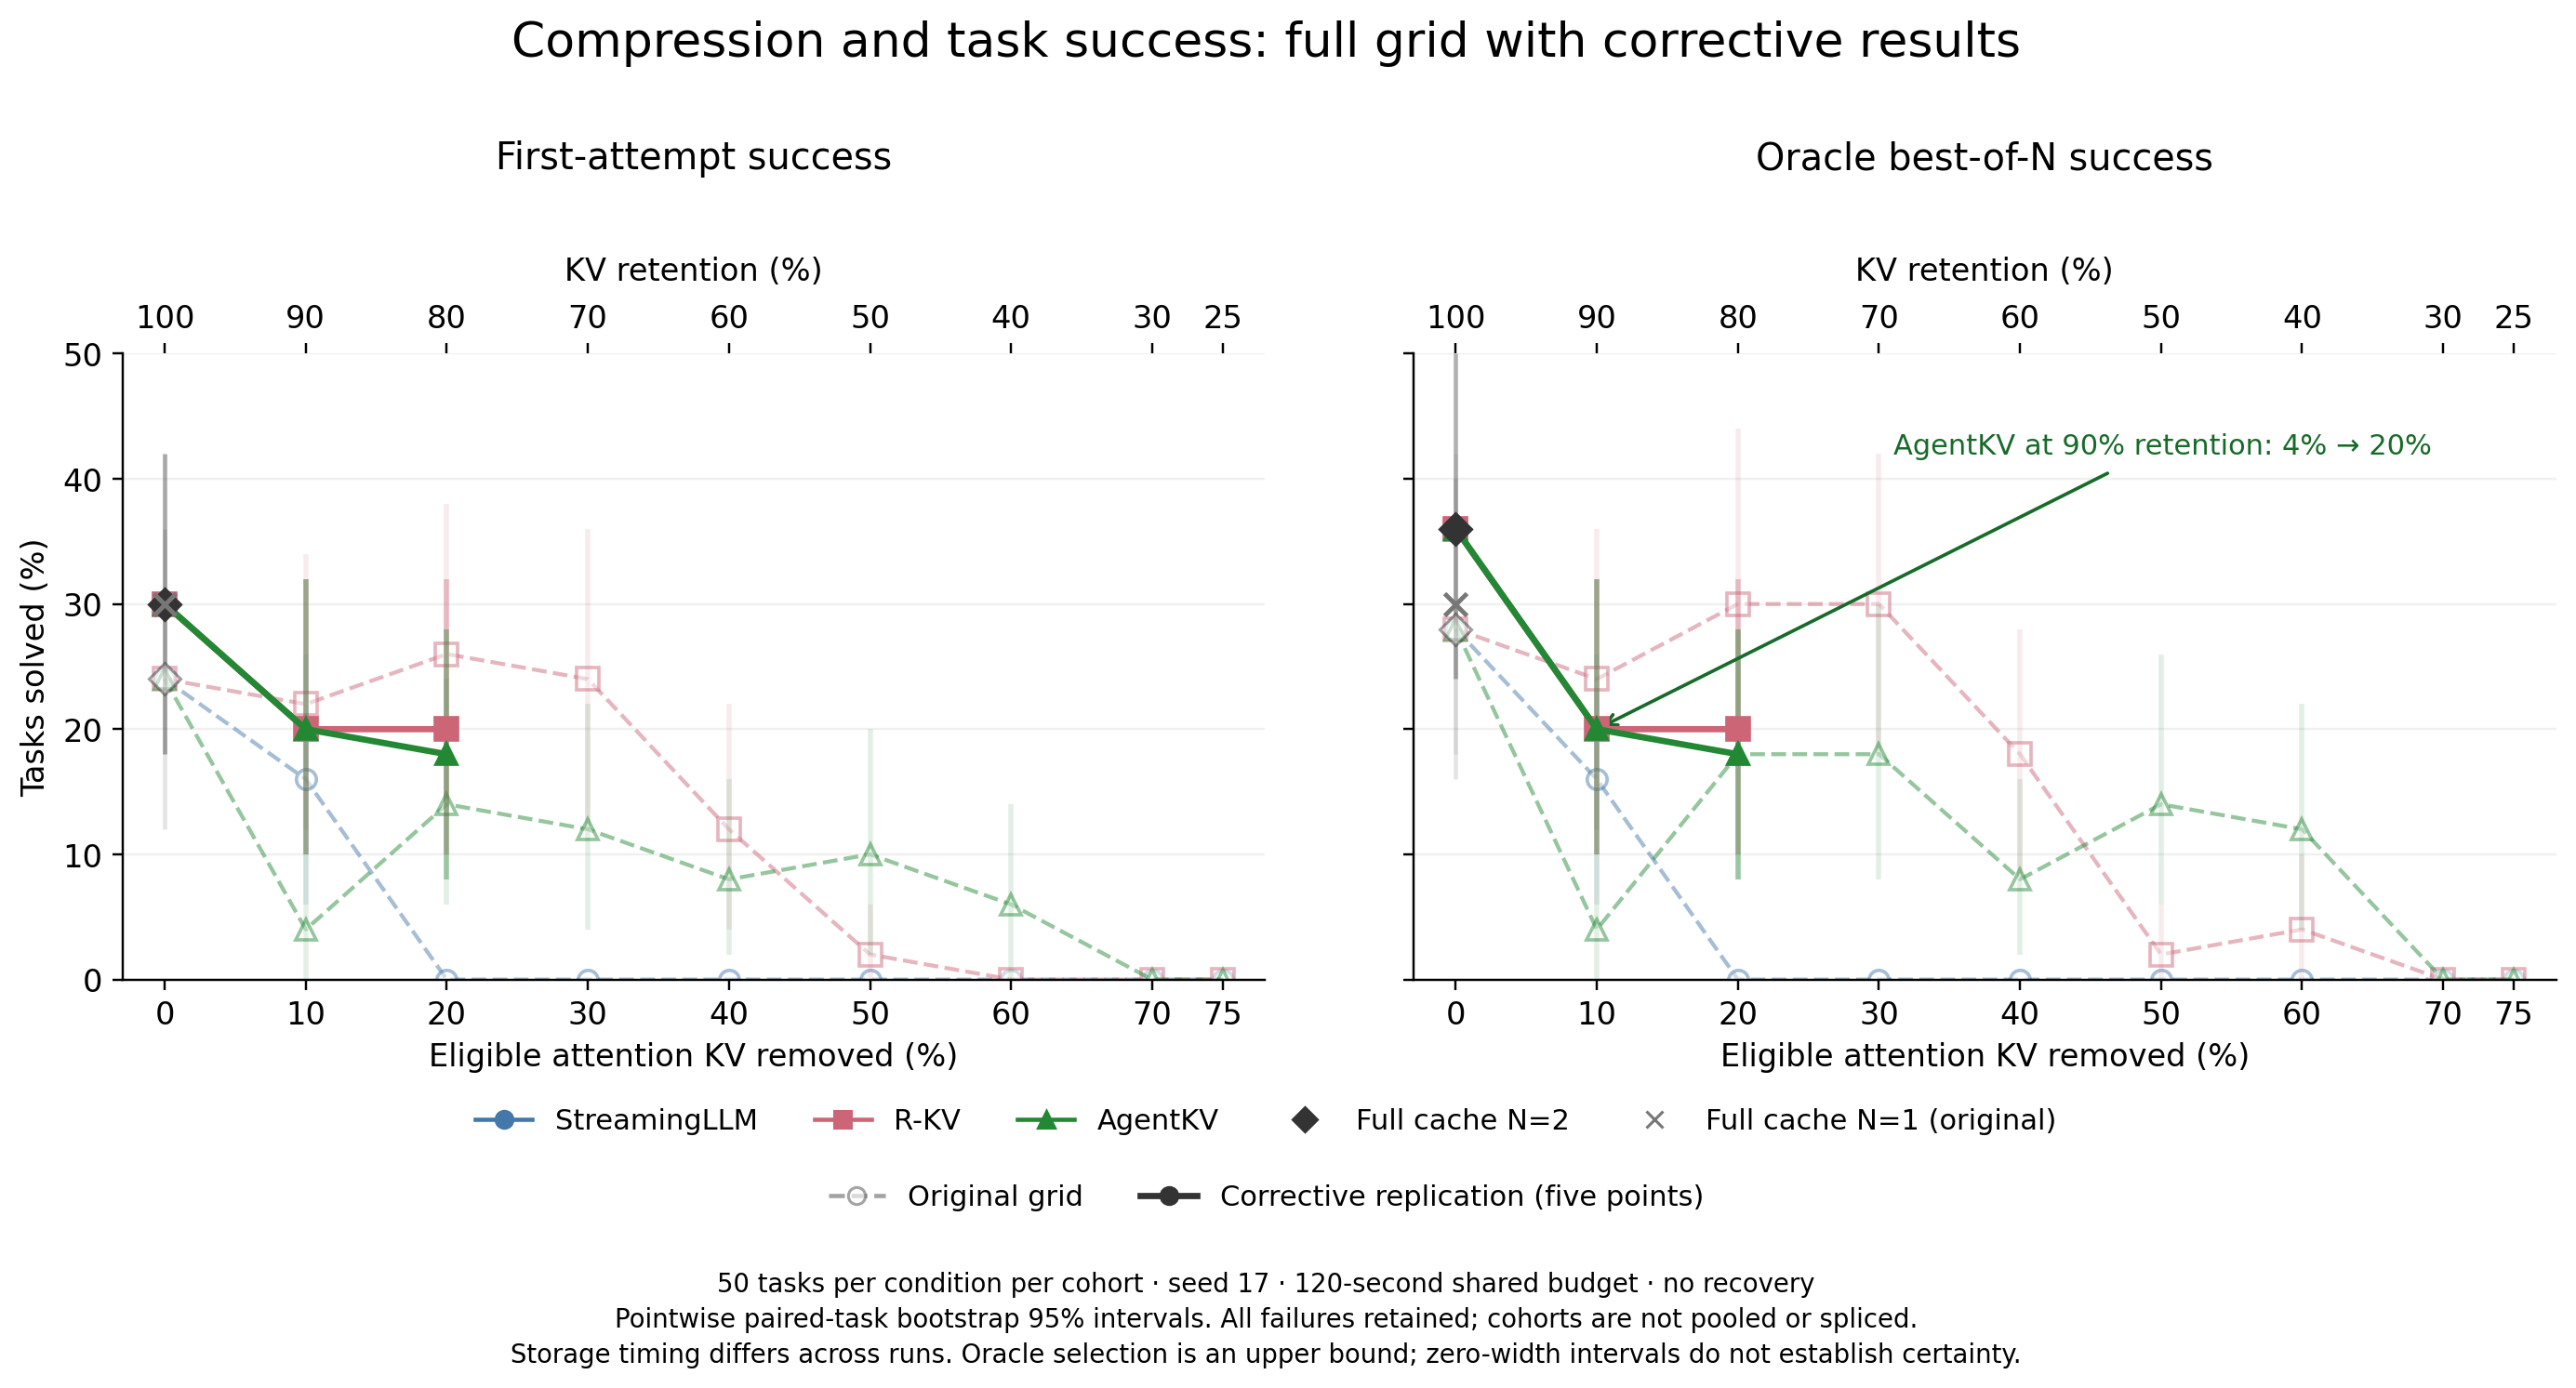 Compression and task success: full grid with corrective results
First-attempt success
KV retention (%)
100 90 80 70 60 50 40 30 25
50
40
30
20
10
0
Tasks solved (%)
0 10 20 30 40 50 60 70 75
Eligible attention KV removed (%)
Oracle best-of-N success
KV retention (%)
100 90 80 70 60 50 40 30 25
AgentKV at 90% retention: 4% → 20%
0 10 20 30 40 50 60 70 75
Eligible attention KV removed (%)
StreamingLLM R-KV AgentKV Full cache N=2 Full cache N=1 (original)
Original grid Corrective replication (five points)
50 tasks per condition per cohort · seed 17 · 120-second shared budget · no recovery
Pointwise paired-task bootstrap 95% intervals. All failures retained; cohorts are not pooled or spliced.
Storage timing differs across runs. Oracle selection is an upper bound; zero-width intervals do not establish certainty.